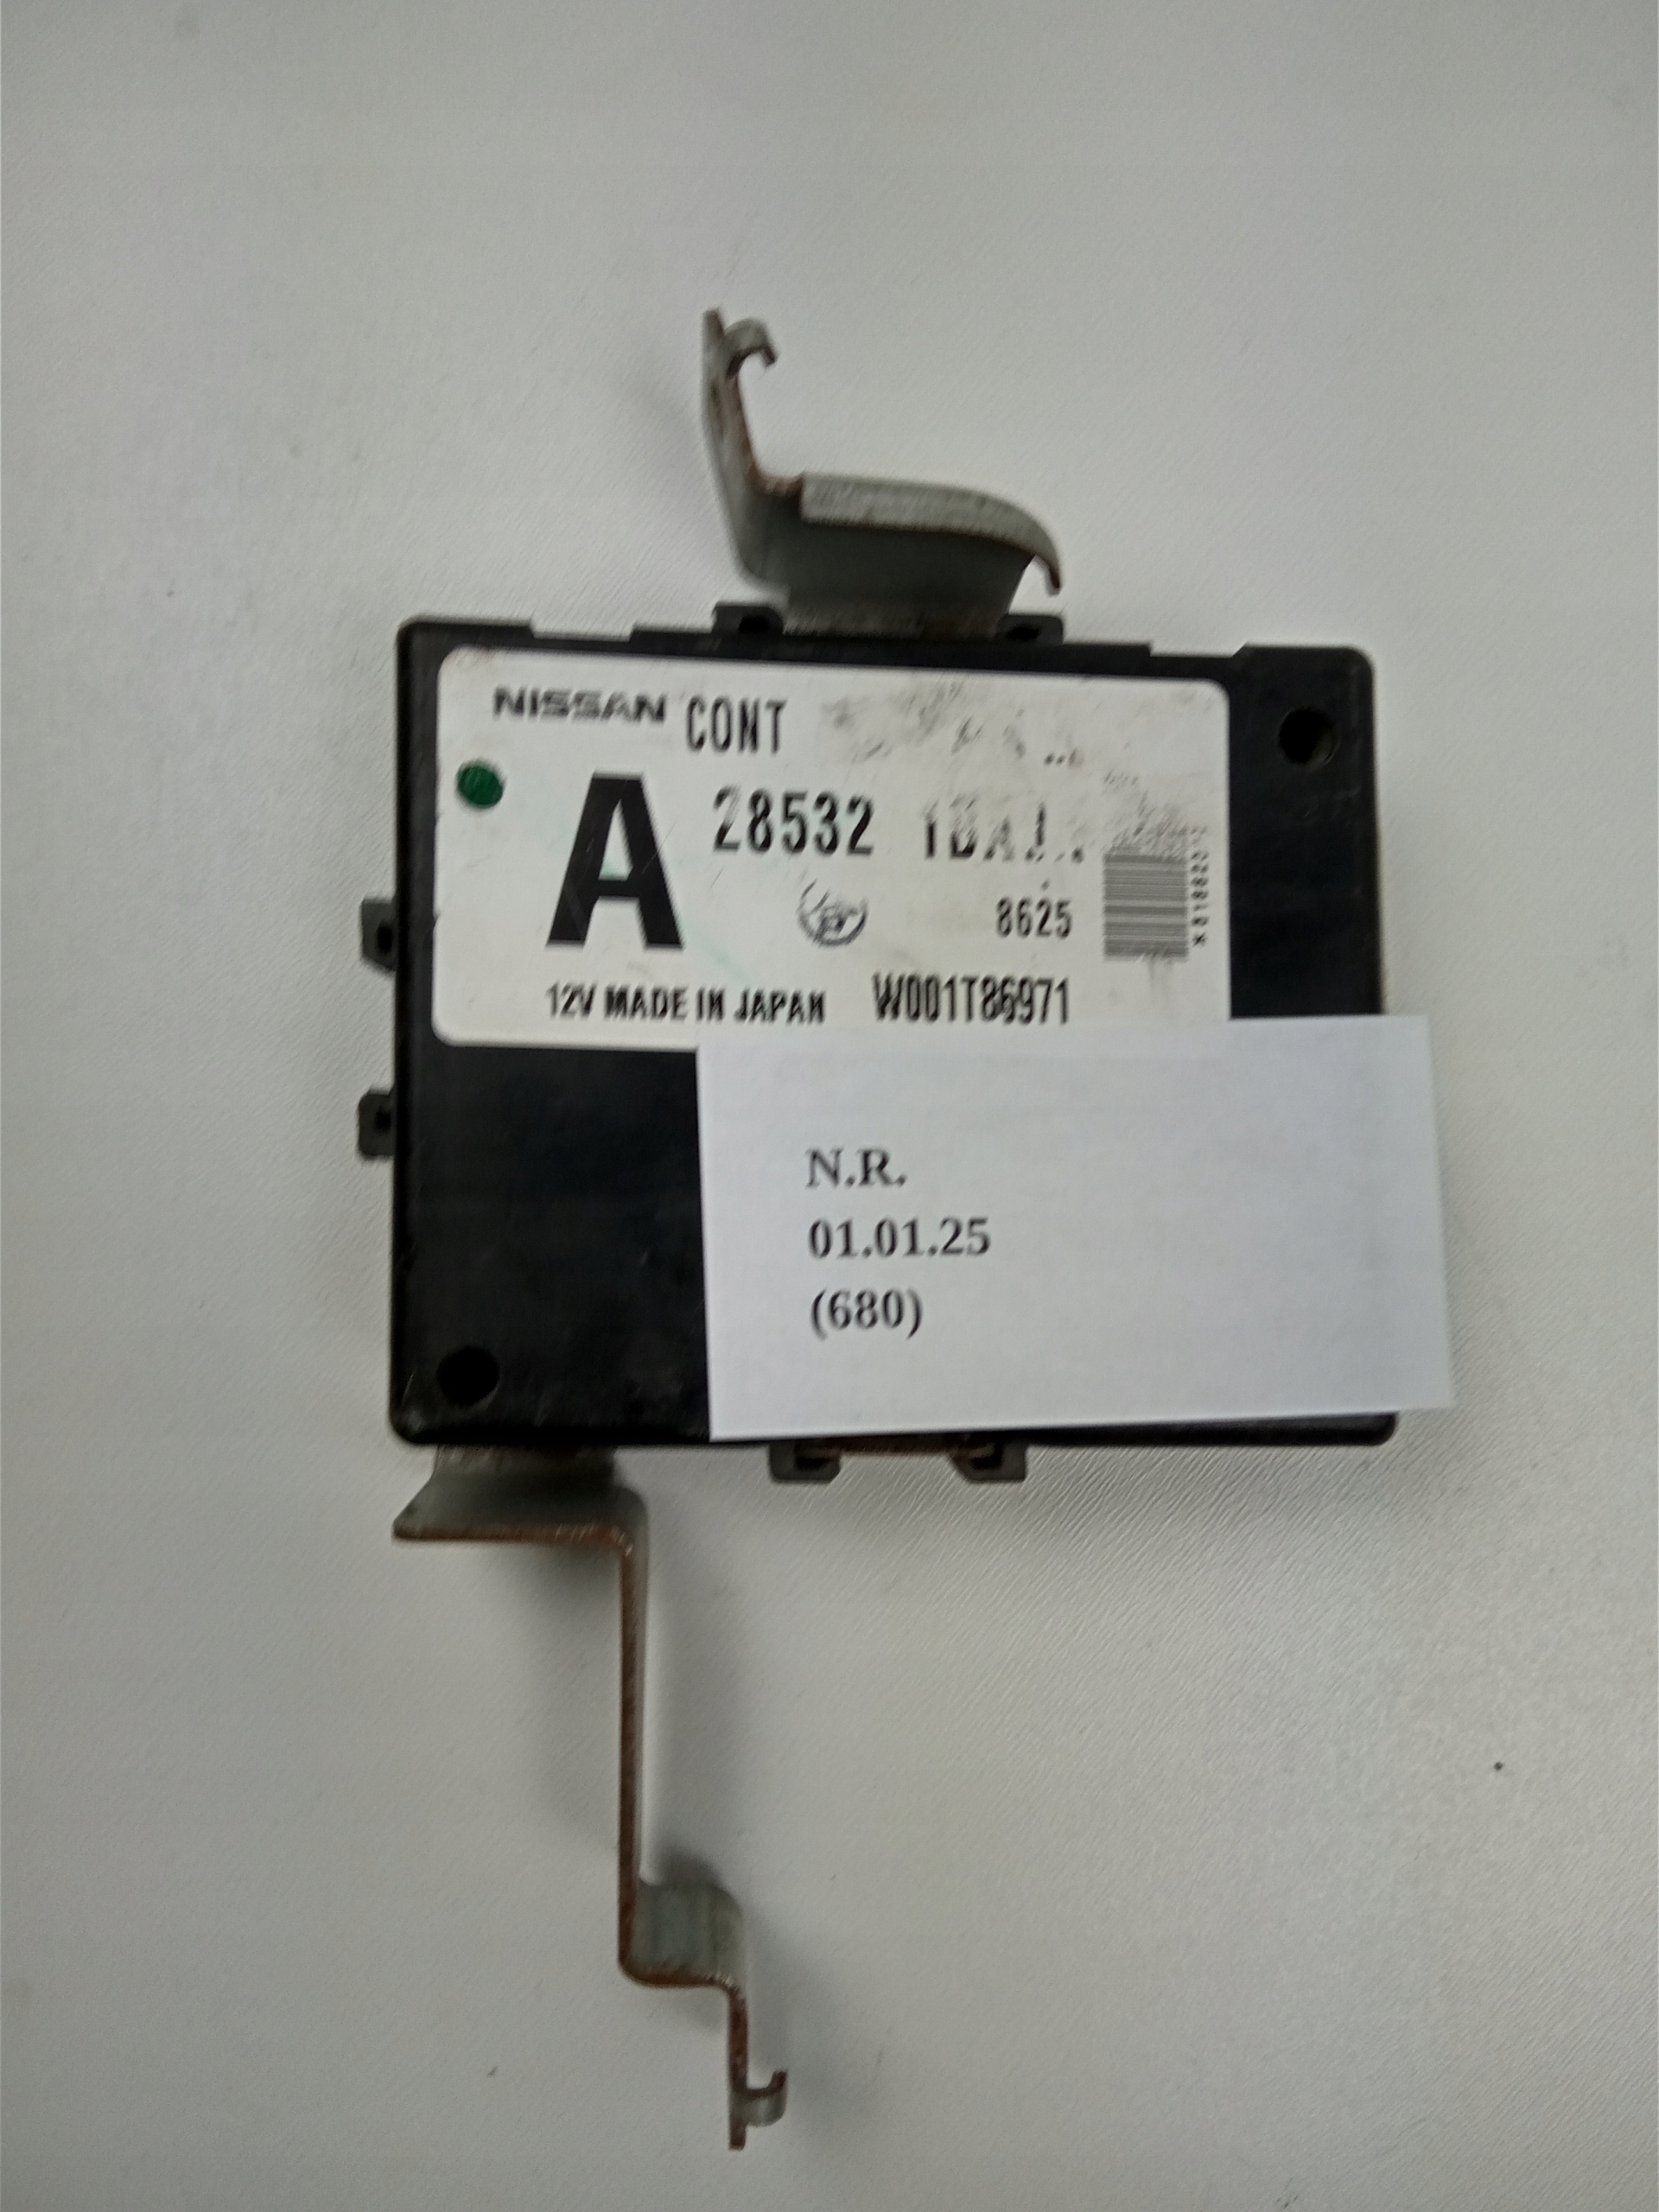 NISSAN CONT
A
28532
8625
12V MADE IN JAPAN W001T86971
N.R.
01.01.25
(680)